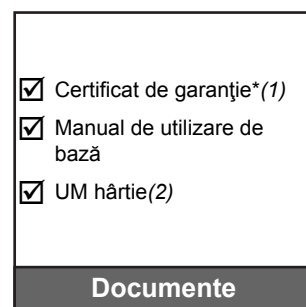 ☑ Certificat de garanţie*(1)
☑ Manual de utilizare de
bază
☑ UM hârtie(2)
Documente